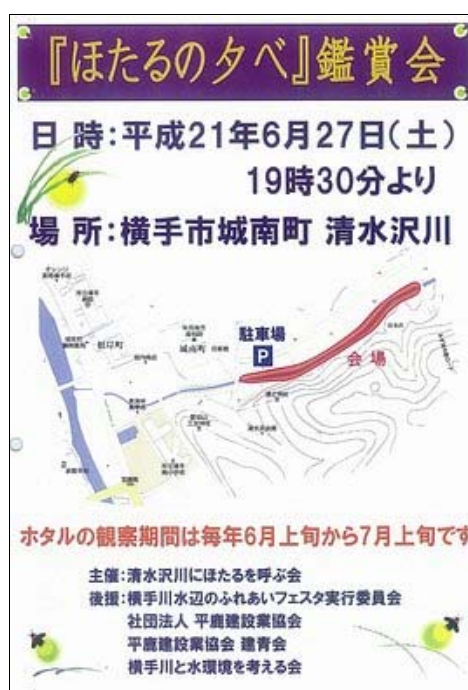 『ほたるの夕べ』鑑賞会
日 時：平成21年6月27日（土）
19時30分より
場 所：横手市城南町 清水沢川
駐車場
P
会場
根岸町
城南町
ホタルの観察期間は毎年6月上旬から7月上旬です
主催：清水沢川にほたるを呼ぶ会
後援：横手川水辺のふれあいフェスタ実行委員会
社団法人 平鹿建設業協会
平鹿建設業協会 建青会
横手川と水環境を考える会